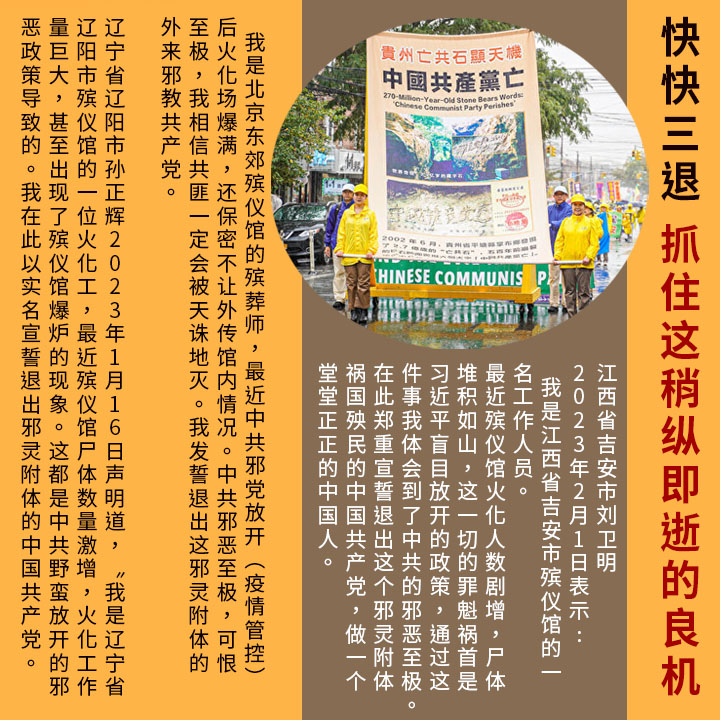 快快三退 抓住这稍纵即逝的良机
貴州亡共石顯天機
中國共產黨亡
270-Million-Year-Old Stone Bears Words:
'Chinese Communist Party Perishes'
2002年6月，貴州省平塘縣掌布鄉發現
CHINESE COMMUNIS
江西省吉安市刘卫明
2023年2月1日表示：
我是江西省吉安市殡仪馆的一
名工作人员。
最近殡仪馆火化人数剧增，尸体
堆积如山，这一切的罪魁祸首是
习近平盲目放开的政策，通过这
件事我体会到了中共的邪恶至极。
在此郑重宣誓退出这个邪灵附体
祸国殃民的中国共产党，做一个
堂堂正正的中国人。
我是北京东郊殡仪馆的殡葬师，最近中共邪党放开（疫情管控）
后火化场爆满，还保密不让外传馆内情况。中共邪恶至极，可恨
至极，我相信共匪一定会被天诛地灭。我发誓退出这邪灵附体的
外来邪教共产党。
辽宁省辽阳市孙正辉2023年1月16日声明道，〝我是辽宁省
辽阳市殡仪馆的一位火化工，最近殡仪馆尸体数量激增，火化工作
量巨大，甚至出现了殡仪馆爆炉的现象。这都是中共野蛮放开的邪
恶政策导致的。我在此以实名宣誓退出邪灵附体的中国共产党。